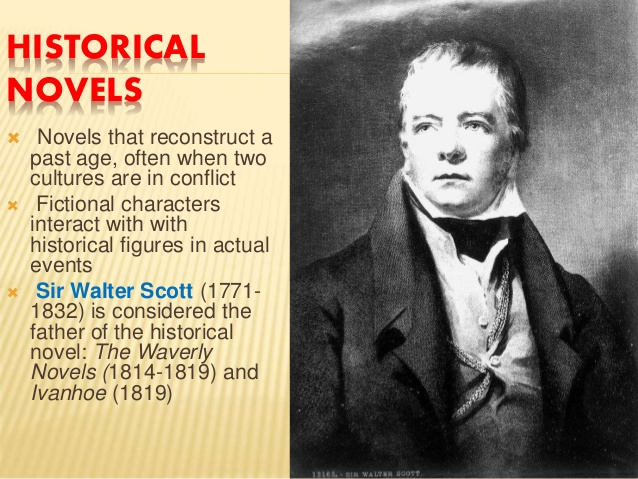 HISTORICAL
NOVELS
Novels that reconstruct a
past age, often when two
cultures are in conflict
Fictional characters
interact with with
historical figures in actual
events
Sir Walter Scott (1771-
1832) is considered the
father of the historical
novel: The Waverly
Novels (1814-1819) and
Ivanhoe (1819)
13165.- SIR WALTER SCOTT.